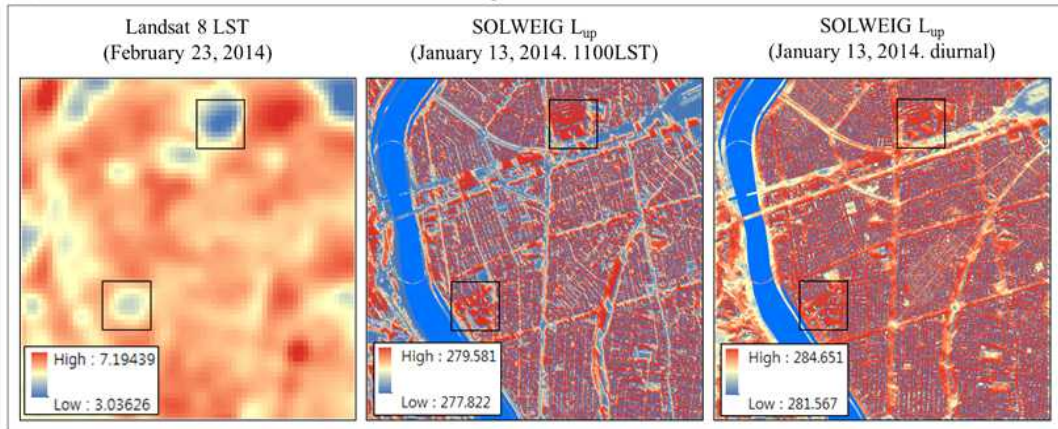 Landsat 8 LST
(February 23, 2014)
SOLWEIG Lup
(January 13, 2014. 1100LST)
SOLWEIG Lup
(January 13, 2014. diurnal)
High : 7.19439
Low : 3.03626
High : 279.581
Low : 277.822
High : 284.651
Low : 281.567